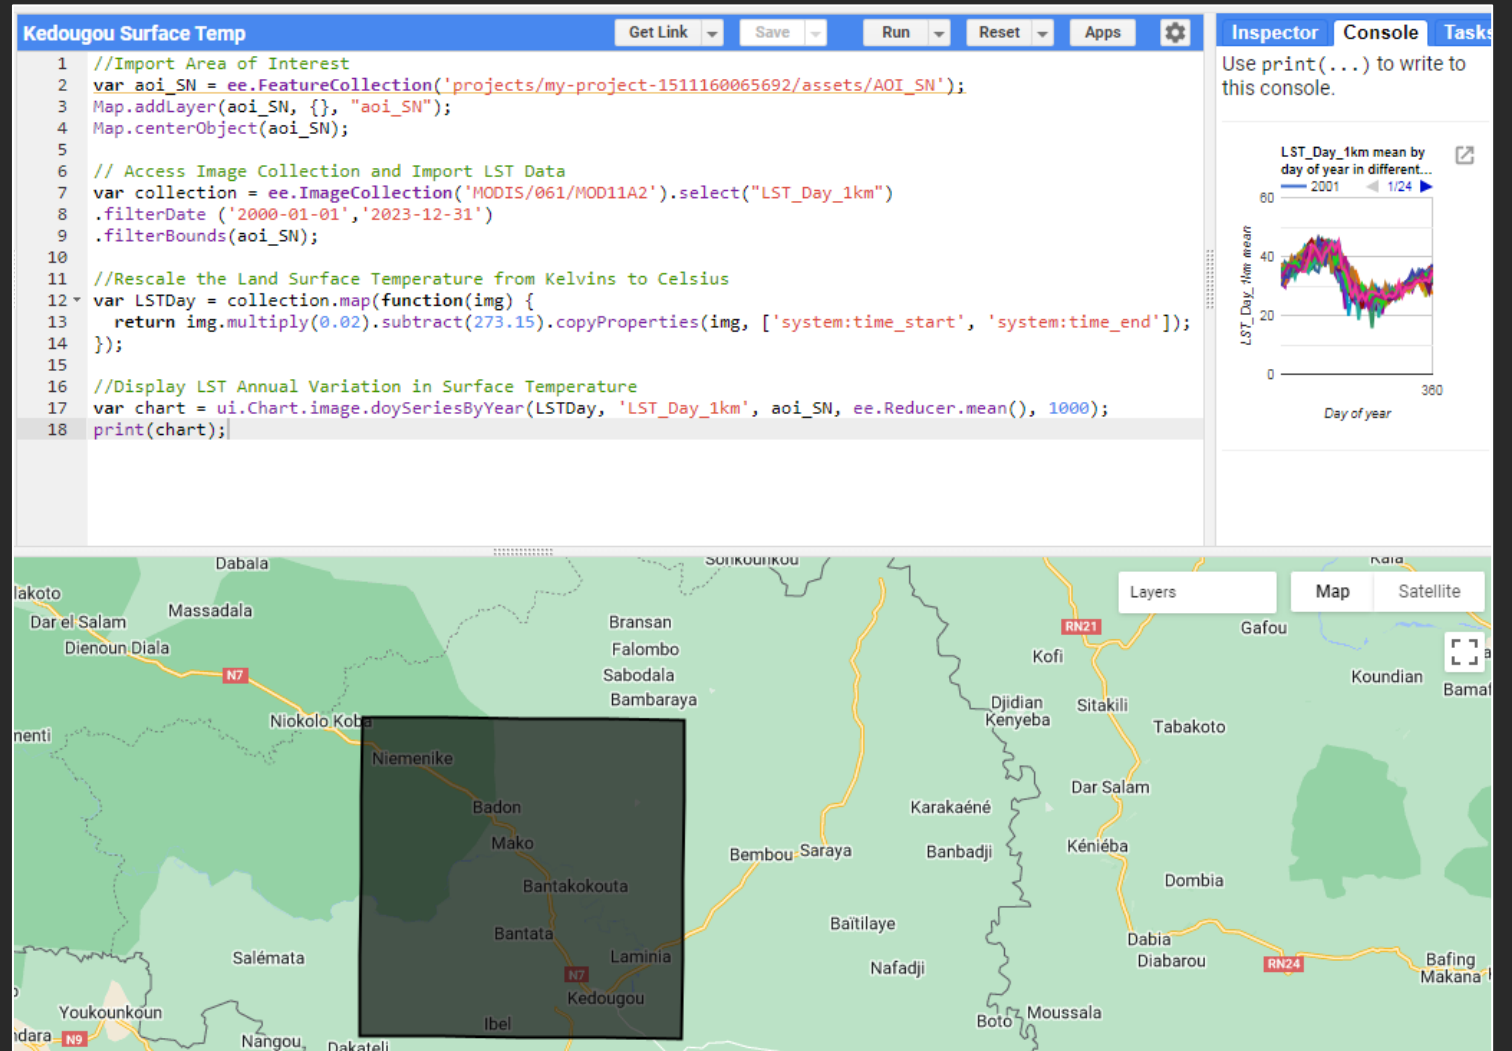 Kedougou Surface Temp
Get Link
Save
Run
Reset
Apps
Inspector
Console
Tasks
1 //Import Area of Interest
2 var aoi_SN = ee.FeatureCollection('projects/my-project-1511160065692/assets/AOI_SN');
3 Map.addLayer(aoi_SN, {}, "aoi_SN");
4 Map.centerObject(aoi_SN);
5
6 // Access Image Collection and Import LST Data
7 var collection = ee.ImageCollection('MODIS/061/MOD11A2').select("LST_Day_1km")
8 .filterDate ('2000-01-01','2023-12-31')
9 .filterBounds(aoi_SN);
10
11 //Rescale the Land Surface Temperature from Kelvins to Celsius
12 var LSTDay = collection.map(function(img) {
13 return img.multiply(0.02).subtract(273.15).copyProperties(img, ['system:time_start', 'system:time_end']);
14 });
15
16 //Display LST Annual Variation in Surface Temperature
17 var chart = ui.Chart.image.doySeriesByYear(LSTDay, 'LST_Day_1km', aoi_SN, ee.Reducer.mean(), 1000);
18 print(chart);
Use print(...) to write to
this console.
LST_Day_1km mean by
day of year in different...
2001
1/24
60
40
20
0
LST_Day_1km mean
360
Day of year
Dabala
Sonkounkou
lakoto
Massadala
Dar el Salam
Dienoun Diala
N7
Bransan
Falombo
Sabodala
Bambaraya
Layers
Map
Satellite
RN21
Gafou
Kofi
Koundian
Djidian
Kenyeba
Sitakili
Tabakoto
Niokolo Koba
nenti
Niemenike
Badon
Mako
Bantakokouta
Bantata
Laminia
N7
Kedougou
Ibel
Dar Salam
Karakaéné
Bembou
Saraya
Banbadji
Kéniéba
Dombia
Baïtilaye
Nafadji
Dabia
Diabarou
RN24
Bafing
Makana
Salémata
Youkounkoun
ndara
N9
Nangou
Dakateli
Boto
Moussala